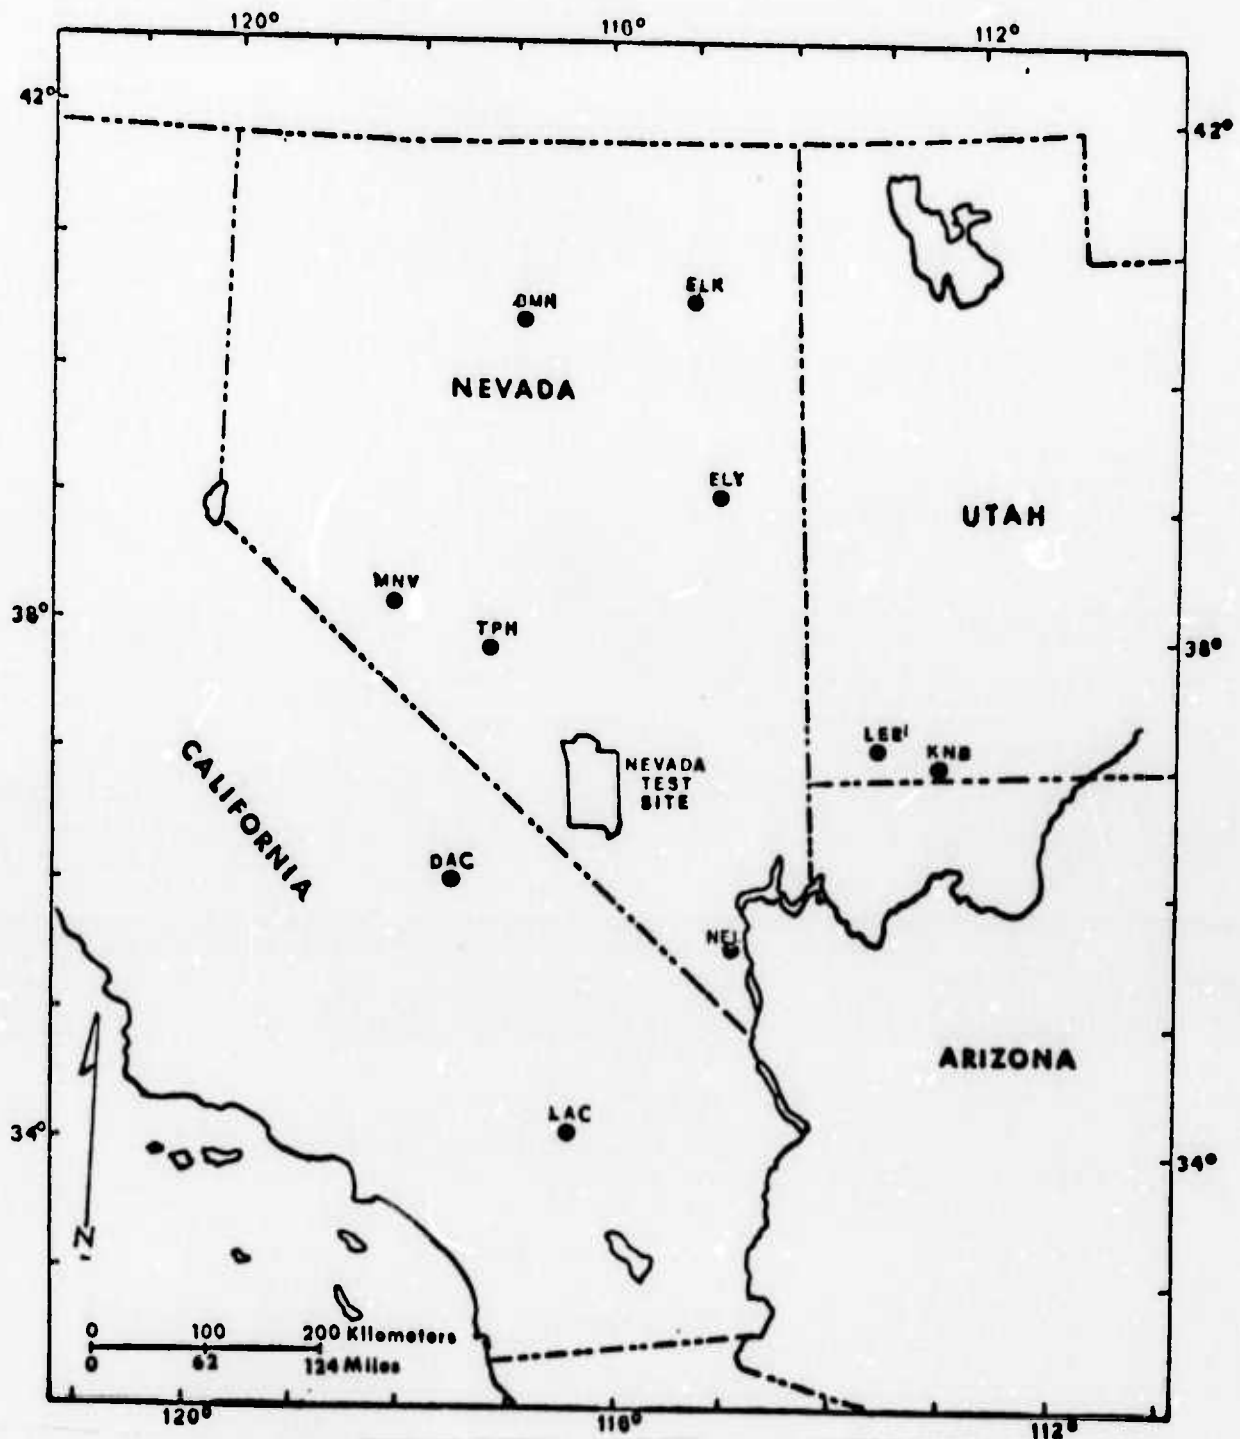 120° 116° 112°
42°
42°
BMN
ELK
NEVADA
ELY
UTAH
MNV
38°
TPH
38°
LEE
KNB
NEVADA
TEST
SITE
CALIFORNIA
DAC
NEL
ARIZONA
LAC
34°
34°
N
0 100 200 Kilometers
0 62 124 Miles
120° 116° 112°